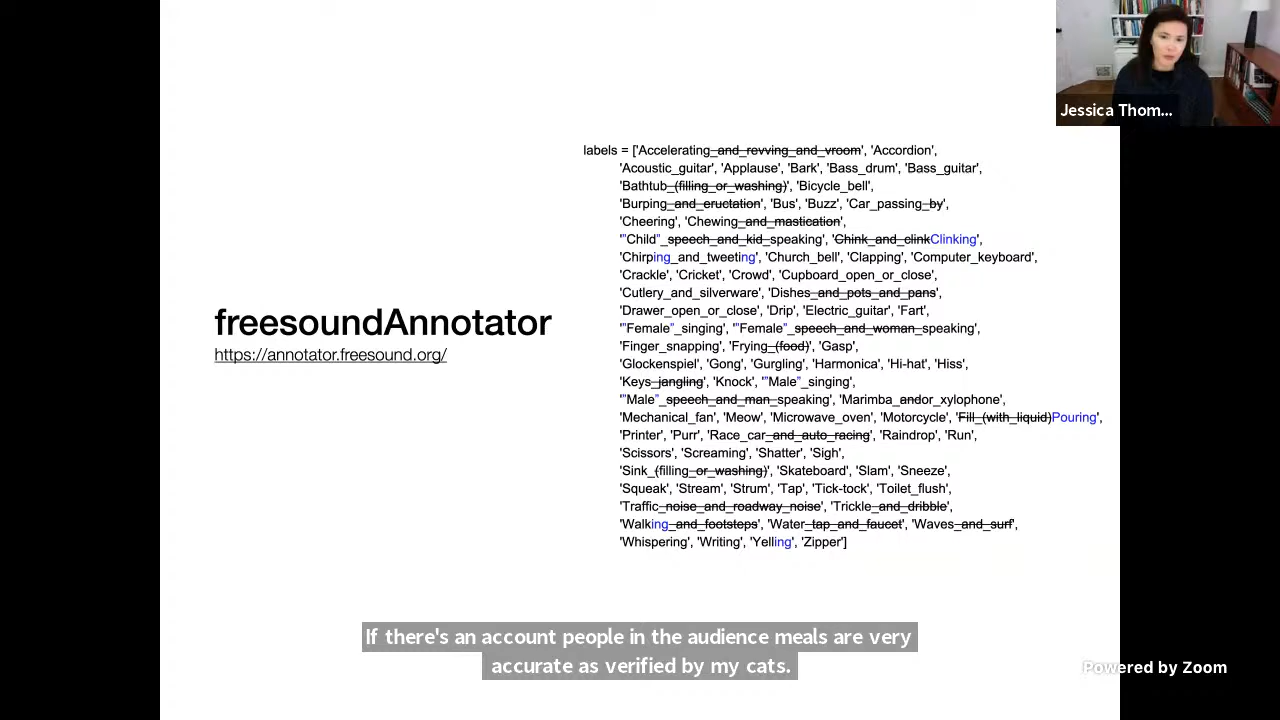 Jessica Thom...
freesoundAnnotator
https://annotator.freesound.org/
labels = ['Accelerating_and_revving_and_vroom', 'Accordion',
'Acoustic_guitar', 'Applause', 'Bark', 'Bass_drum', 'Bass_guitar',
'Bathtub_(filling_or_washing)', 'Bicycle_bell',
'Burping_and_eructation', 'Bus', 'Buzz', 'Car_passing_by',
'Cheering', 'Chewing_and_mastication',
'"Child"_speech_and_kid_speaking', 'Chink_and_clinkClinking',
'Chirping_and_tweeting', 'Church_bell', 'Clapping', 'Computer_keyboard',
'Crackle', 'Cricket', 'Crowd', 'Cupboard_open_or_close',
'Cutlery_and_silverware', 'Dishes_and_pots_and_pans',
'Drawer_open_or_close', 'Drip', 'Electric_guitar', 'Fart',
'"Female"_singing', '"Female"_speech_and_woman_speaking',
'Finger_snapping', 'Frying_(food)', 'Gasp',
'Glockenspiel', 'Gong', 'Gurgling', 'Harmonica', 'Hi-hat', 'Hiss',
'Keys_jangling', 'Knock', '"Male"_singing',
'"Male"_speech_and_man_speaking', 'Marimba_andor_xylophone',
'Mechanical_fan', 'Meow', 'Microwave_oven', 'Motorcycle', 'Fill_(with_liquid)Pouring',
'Printer', 'Purr', 'Race_car_and_auto_racing', 'Raindrop', 'Run',
'Scissors', 'Screaming', 'Shatter', 'Sigh',
'Sink_(filling_or_washing)', 'Skateboard', 'Slam', 'Sneeze',
'Squeak', 'Stream', 'Strum', 'Tap', 'Tick-tock', 'Toilet_flush',
'Traffic_noise_and_roadway_noise', 'Trickle_and_dribble',
'Walking_and_footsteps', 'Water_tap_and_faucet', 'Waves_and_surf',
'Whispering', 'Writing', 'Yelling', 'Zipper']
If there's an account people in the audience meals are very
accurate as verified by my cats.
Powered by Zoom